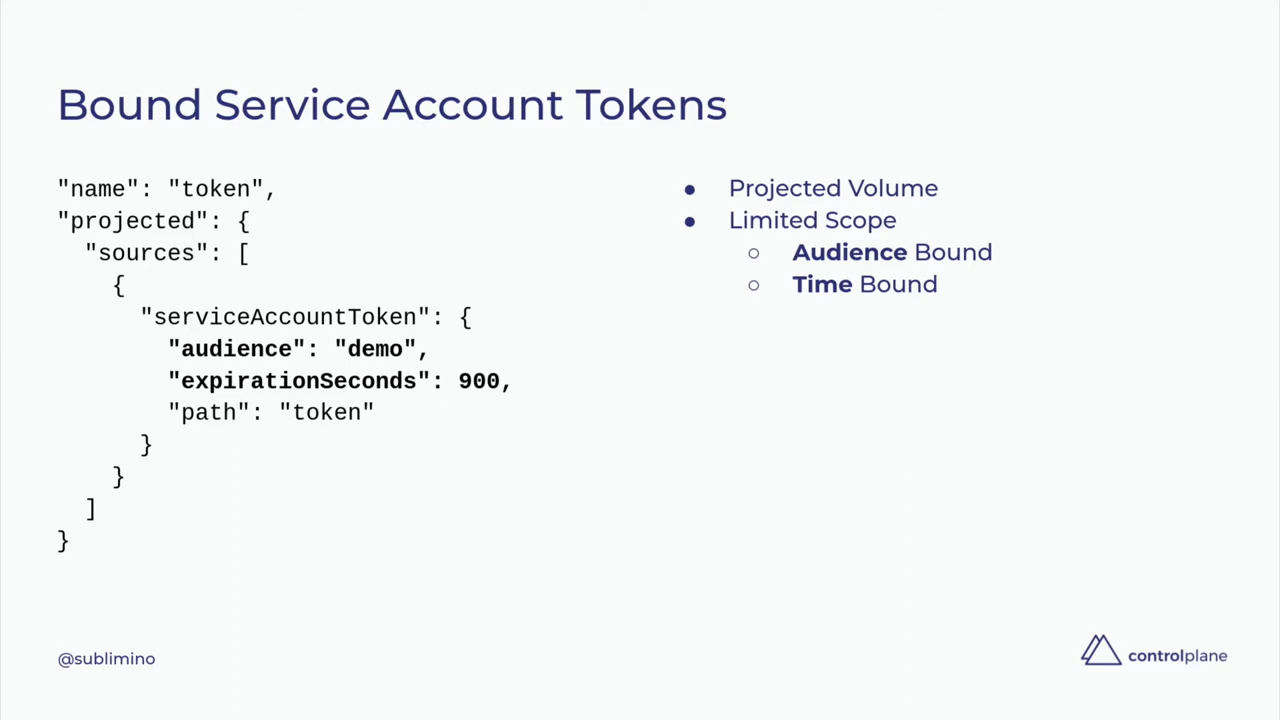 Bound Service Account Tokens
"name": "token",
"projected": {
  "sources": [
    {
      "serviceAccountToken": {
        "audience": "demo",
        "expirationSeconds": 900,
        "path": "token"
      }
    }
  ]
}
● Projected Volume
● Limited Scope
○ Audience Bound
○ Time Bound
@sublimino
controlplane